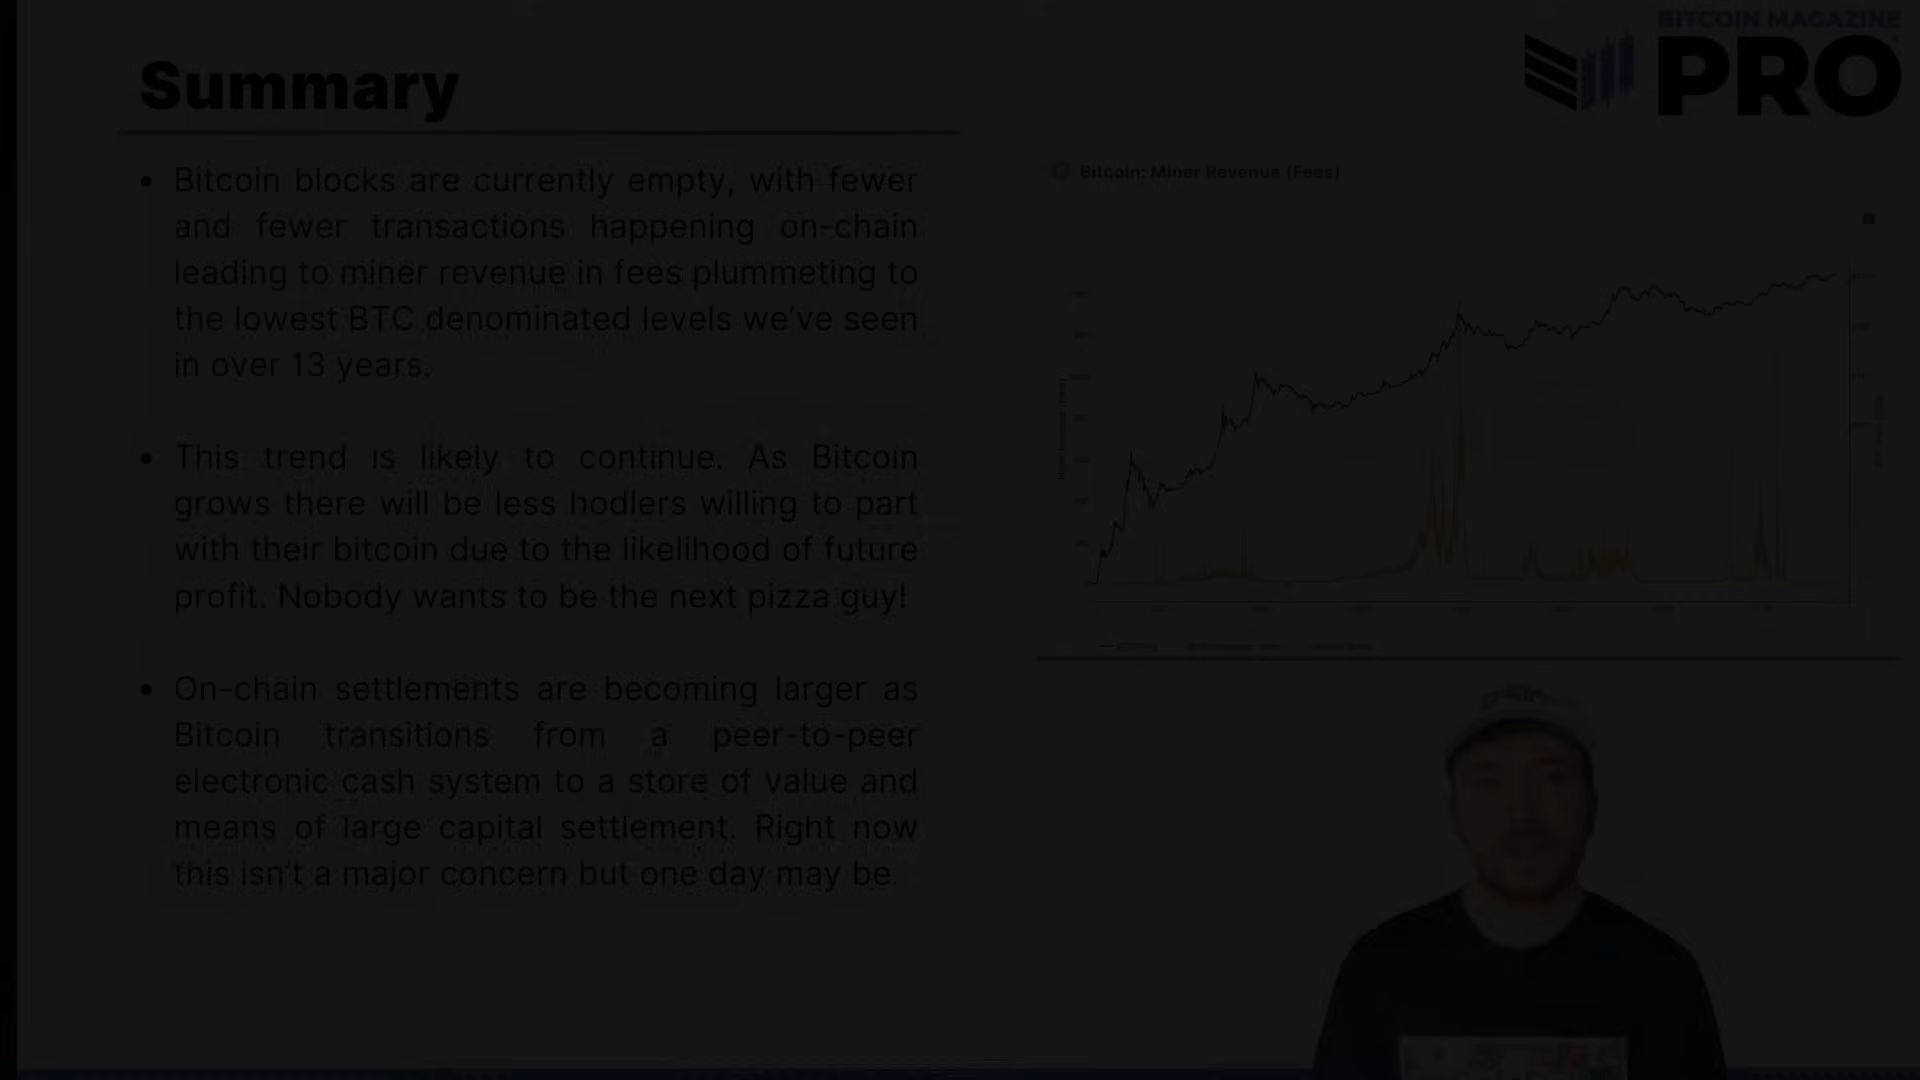 BITCOIN MAGAZINE
PRO
Summary
• Bitcoin blocks are currently empty, with fewer
and fewer transactions happening on-chain
leading to miner revenue in fees plummeting to
the lowest BTC denominated levels we've seen
in over 13 years.
• This trend is likely to continue. As Bitcoin
grows there will be less hodlers willing to part
with their bitcoin due to the likelihood of future
profit. Nobody wants to be the next pizza guy!
• On-chain settlements are becoming larger as
Bitcoin transitions from a peer-to-peer
electronic cash system to a store of value and
means of large capital settlement. Right now
this isn't a major concern but one day may be.
Bitcoin: Miner Revenue (Fees)